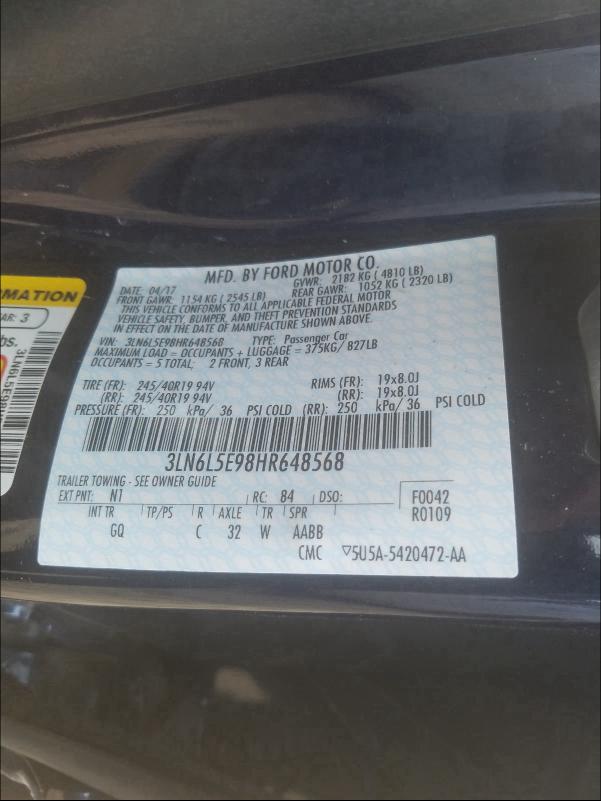 MFD. BY FORD MOTOR CO.
DATE: 04/17 GVWR: 2182 KG ( 4810 LB)
FRONT GAWR: 1154 KG ( 2545 LB) REAR GAWR: 1052 KG ( 2320 LB)
THIS VEHICLE CONFORMS TO ALL APPLICABLE FEDERAL MOTOR
VEHICLE SAFETY, BUMPER, AND THEFT PREVENTION STANDARDS
IN EFFECT ON THE DATE OF MANUFACTURE SHOWN ABOVE.
VIN: 3LN6L5E98HR648568 TYPE: Passenger Car
MAXIMUM LOAD = OCCUPANTS + LUGGAGE = 375KG/ 827LB
OCCUPANTS = 5 TOTAL; 2 FRONT, 3 REAR
TIRE (FR): 245/40R19 94V RIMS (FR): 19x8.0J
(RR): 245/40R19 94V (RR): 19x8.0J
PRESSURE (FR): 250 kPa/ 36 PSI COLD (RR): 250 kPa/ 36 PSI COLD
3LN6L5E98HR648568
TRAILER TOWING - SEE OWNER GUIDE
EXT PNT: N1 RC: 84 DSO: F0042
INT TR TP/PS R AXLE TR SPR R0109
GQ C 32 W AABB
CMC ▽5U5A-5420472-AA
RMATION
AR: 3
bs.
3LN6L5E98H